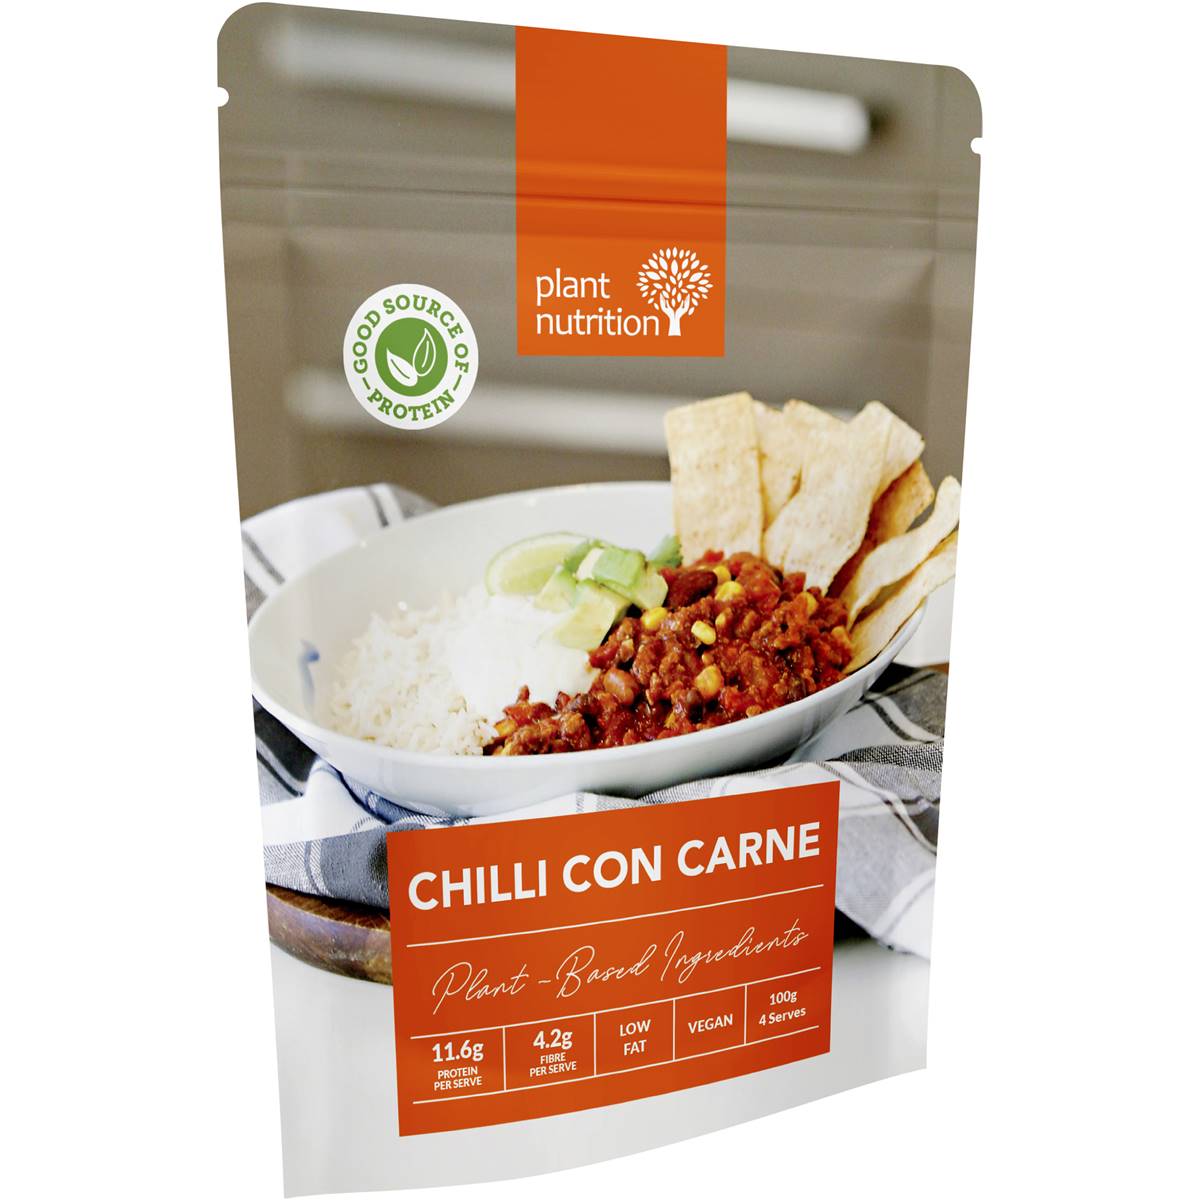 plant
nutrition
GOOD SOURCE OF
— PROTEIN —
CHILLI CON CARNE
Plant - Based Ingredients
11.6g
PROTEIN
PER SERVE
4.2g
FIBRE
PER SERVE
LOW
FAT
VEGAN
100g
4 Serves